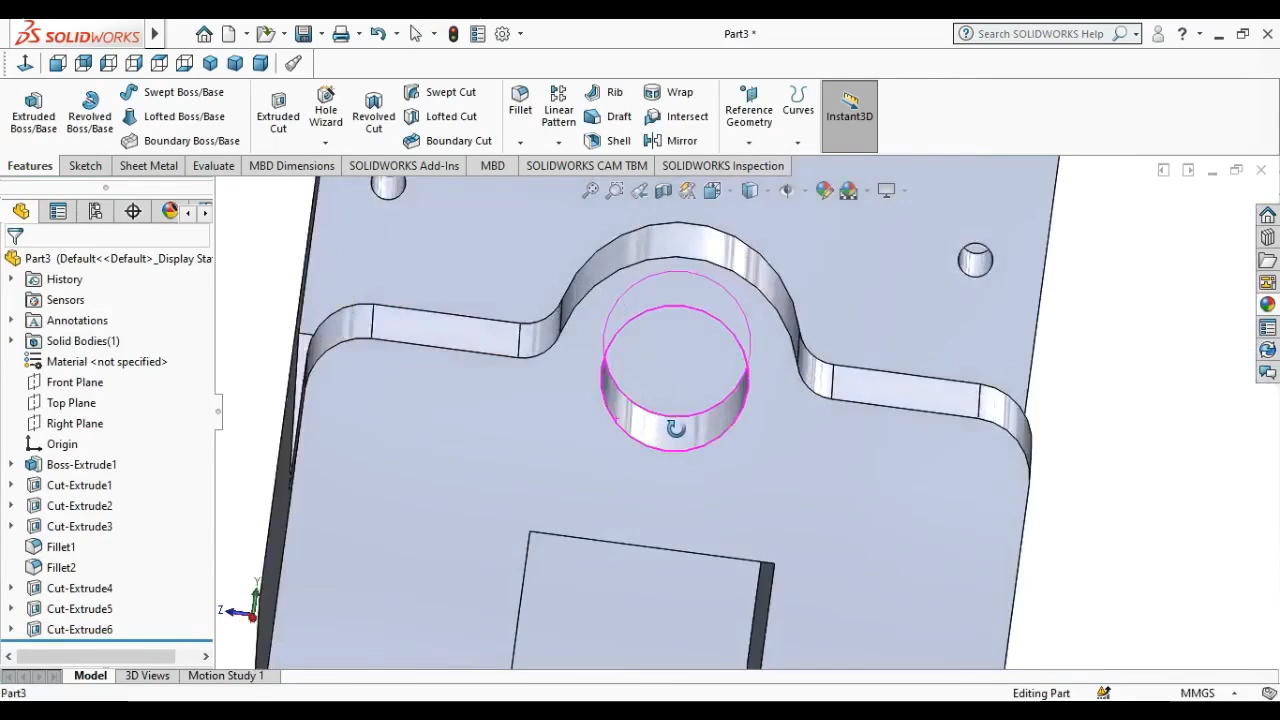 SOLIDWORKS
Part3 *
Search SOLIDWORKS Help
Extruded Boss/Base
Revolved Boss/Base
Swept Boss/Base
Lofted Boss/Base
Boundary Boss/Base
Extruded Cut
Hole Wizard
Revolved Cut
Swept Cut
Lofted Cut
Boundary Cut
Fillet
Linear Pattern
Rib
Draft
Shell
Wrap
Intersect
Mirror
Reference Geometry
Curves
Instant3D
Features
Sketch
Sheet Metal
Evaluate
MBD Dimensions
SOLIDWORKS Add-Ins
MBD
SOLIDWORKS CAM TBM
SOLIDWORKS Inspection
Part3 (Default<<Default>_Display Sta
History
Sensors
Annotations
Solid Bodies(1)
Material <not specified>
Front Plane
Top Plane
Right Plane
Origin
Boss-Extrude1
Cut-Extrude1
Cut-Extrude2
Cut-Extrude3
Fillet1
Fillet2
Cut-Extrude4
Cut-Extrude5
Cut-Extrude6
Y
Z
Model
3D Views
Motion Study 1
Part3
Editing Part
MMGS